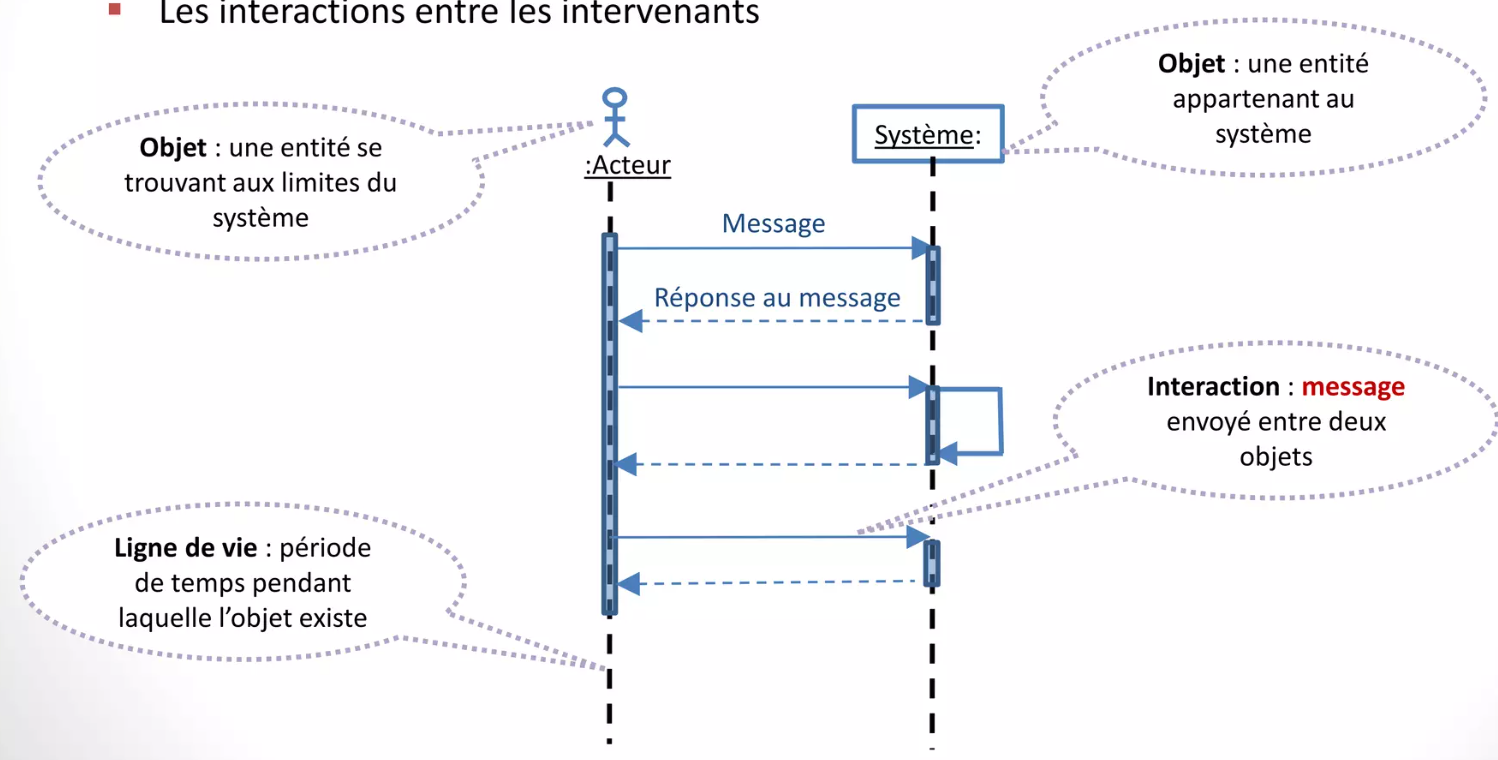 ▪ Les interactions entre les intervenants
Objet : une entité
appartenant au
système
Objet : une entité se
trouvant aux limites du
système
:Acteur
Système:
Message
Réponse au message
Interaction : message
envoyé entre deux
objets
Ligne de vie : période
de temps pendant
laquelle l’objet existe